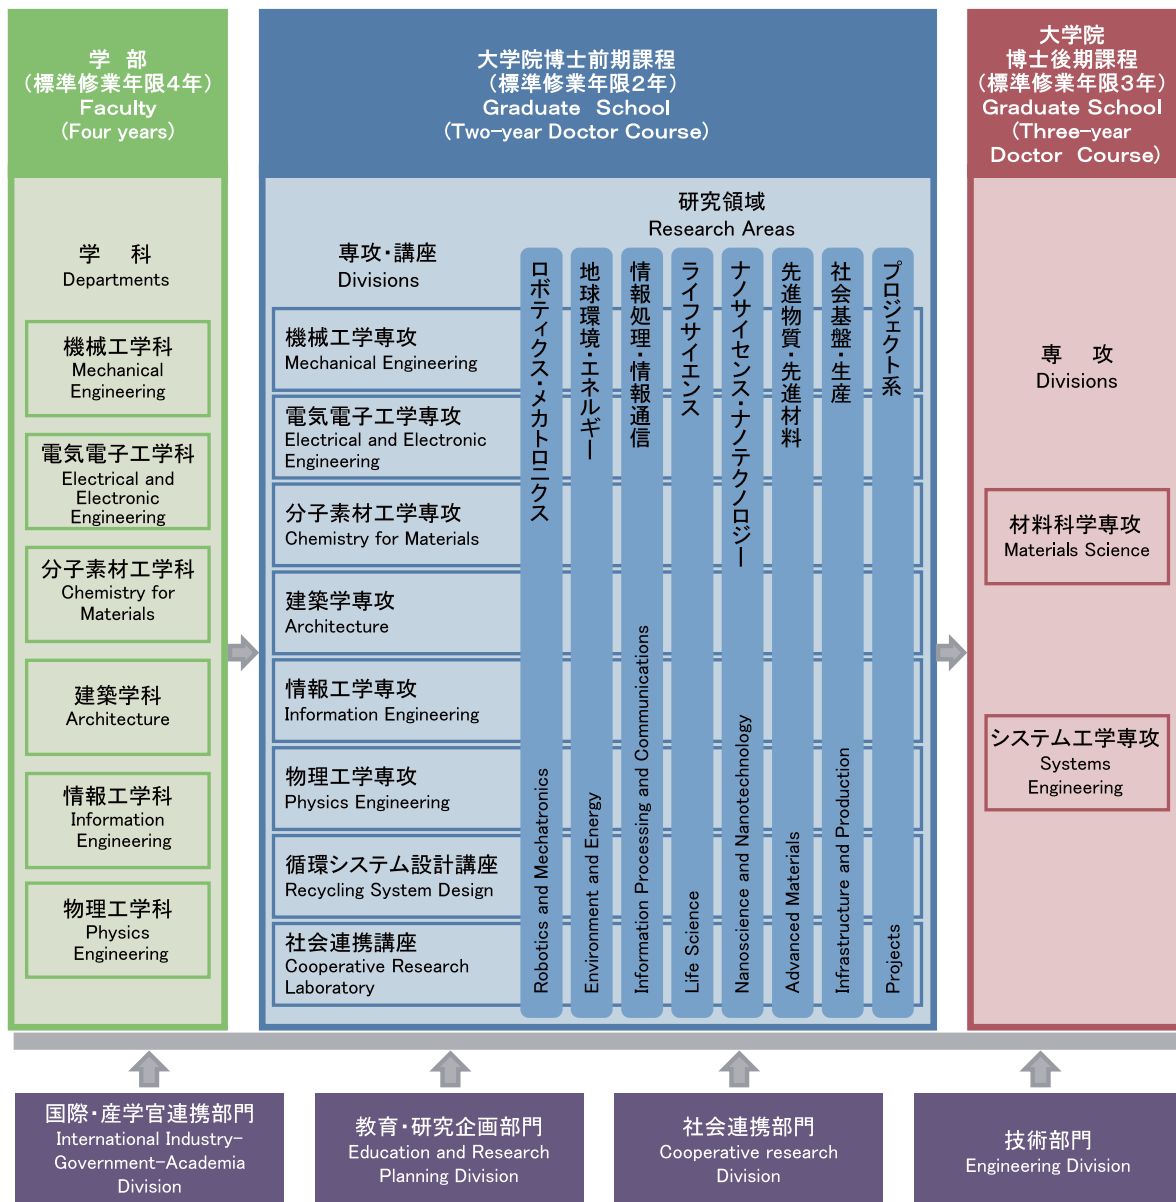 学 部
（標準修業年限4年）
Faculty
(Four years)
学 科
Departments
機械工学科
Mechanical
Engineering
電気電子工学科
Electrical and
Electronic
Engineering
分子素材工学科
Chemistry for
Materials
建築学科
Architecture
情報工学科
Information
Engineering
物理工学科
Physics
Engineering
大学院博士前期課程
（標準修業年限2年）
Graduate School
(Two-year Doctor Course)
専攻・講座
Divisions
研究領域
Research Areas
機械工学専攻
Mechanical Engineering
電気電子工学専攻
Electrical and Electronic
Engineering
分子素材工学専攻
Chemistry for Materials
建築学専攻
Architecture
情報工学専攻
Information Engineering
物理工学専攻
Physics Engineering
循環システム設計講座
Recycling System Design
社会連携講座
Cooperative Research
Laboratory
ロボティクス・メカトロニクス
Robotics and Mechatronics
地球環境・エネルギー
Environment and Energy
情報処理・情報通信
Information Processing and Communications
ライフサイエンス
Life Science
ナノサイセンス・ナノテクノロジー
Nanoscience and Nanotechnology
先進物質・先進材料
Advanced Materials
社会基盤・生産
Infrastructure and Production
プロジェクト系
Projects
大学院
博士後期課程
（標準修業年限3年）
Graduate School
(Three-year
Doctor Course)
専 攻
Divisions
材料科学専攻
Materials Science
システム工学専攻
Systems
Engineering
国際・産学官連携部門
International Industry-
Government-Academia
Division
教育・研究企画部門
Education and Research
Planning Division
社会連携部門
Cooperative research
Division
技術部門
Engineering Division